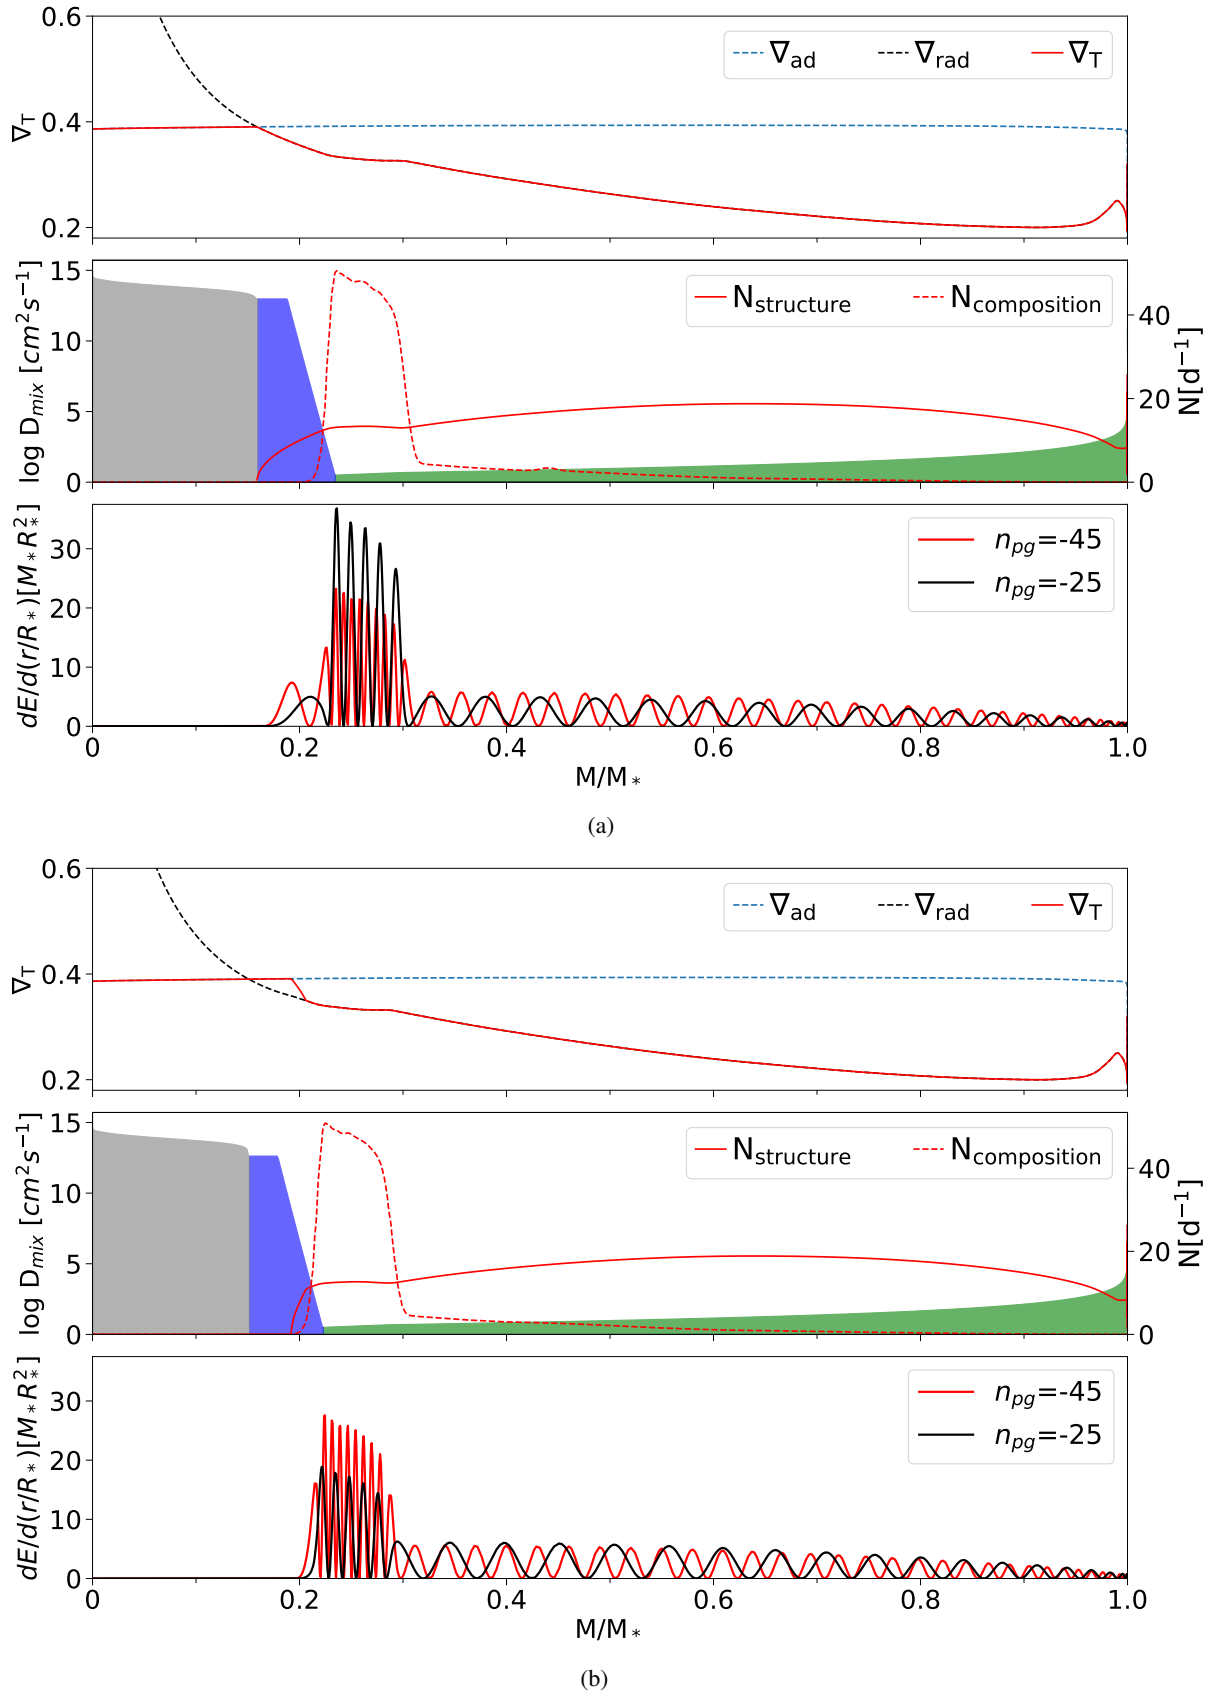 0.6
0.4
0.2
∇T
∇ad ∇rad ∇T
15
10
5
0
log Dmix [cm²s⁻¹]
Nstructure Ncomposition
40
20
0
N[d⁻¹]
30
20
10
0
dE/d(r/R*)[M*R*²]
npg=-45
npg=-25
0 0.2 0.4 0.6 0.8 1.0
M/M*
(a)
0.6
0.4
0.2
∇T
∇ad ∇rad ∇T
15
10
5
0
log Dmix [cm²s⁻¹]
Nstructure Ncomposition
40
20
0
N[d⁻¹]
30
20
10
0
dE/d(r/R*)[M*R*²]
npg=-45
npg=-25
0 0.2 0.4 0.6 0.8 1.0
M/M*
(b)